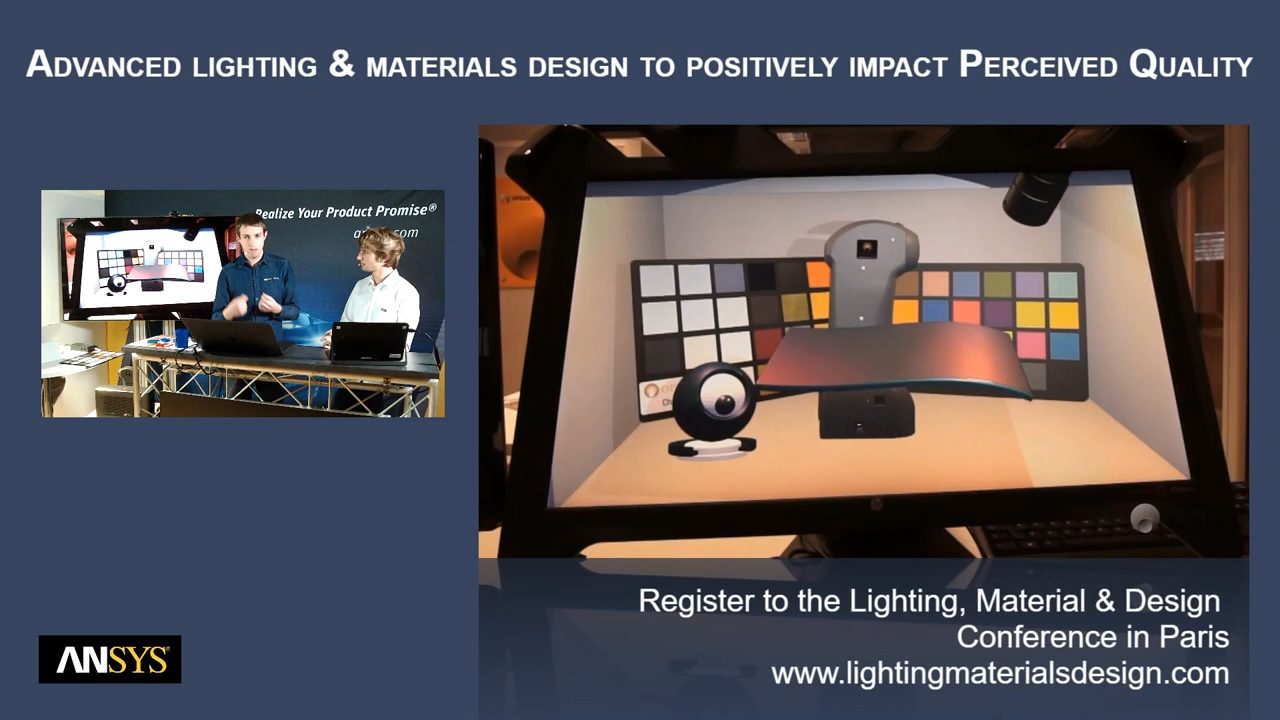 Advanced lighting & materials design to positively impact Perceived Quality
Realize Your Product Promise®
ANSYS®
Register to the Lighting, Material & Design
Conference in Paris
www.lightingmaterialsdesign.com